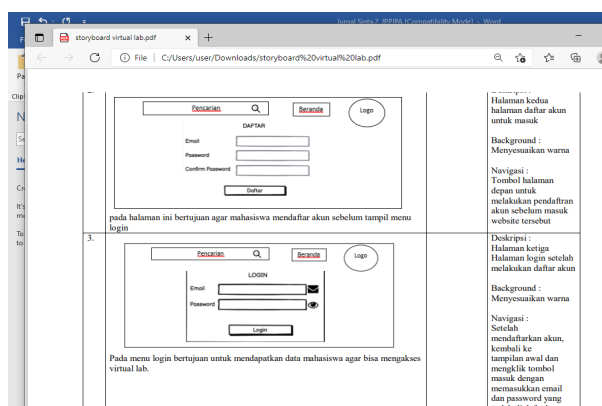 Jurnal Sinta 2 JPPIPA [Compatibility Mode] - Word
storyboard virtual lab.pdf
File
C:/Users/user/Downloads/storyboard%20virtual%20lab.pdf
Clip
2.
Pencarian
Beranda
Logo
DAFTAR
Email
Password
Confirm Password
Daftar
pada halaman ini bertujuan agar mahasiswa mendaftar akun sebelum tampil menu
login
Deskripsi :
Halaman kedua
halaman daftar akun
untuk masuk
Background :
Menyesuaikan warna
Navigasi :
Tombol halaman
depan untuk
melakukan pendaftran
akun sebelum masuk
website tersebut
3.
Pencarian
Beranda
Logo
LOGIN
Email
Password
Login
Pada menu login bertujuan untuk mendapatkan data mahasiswa agar bisa mengakses
virtual lab.
Deskripsi :
Halaman ketiga
Halaman login setelah
melakukan daftar akun
Background :
Menyesuaikan warna
Navigasi :
Setelah
mendaftarkan akun,
kembali ke
tampilan awal dan
mengklik tombol
masuk dengan
memasukkan email
dan password yang